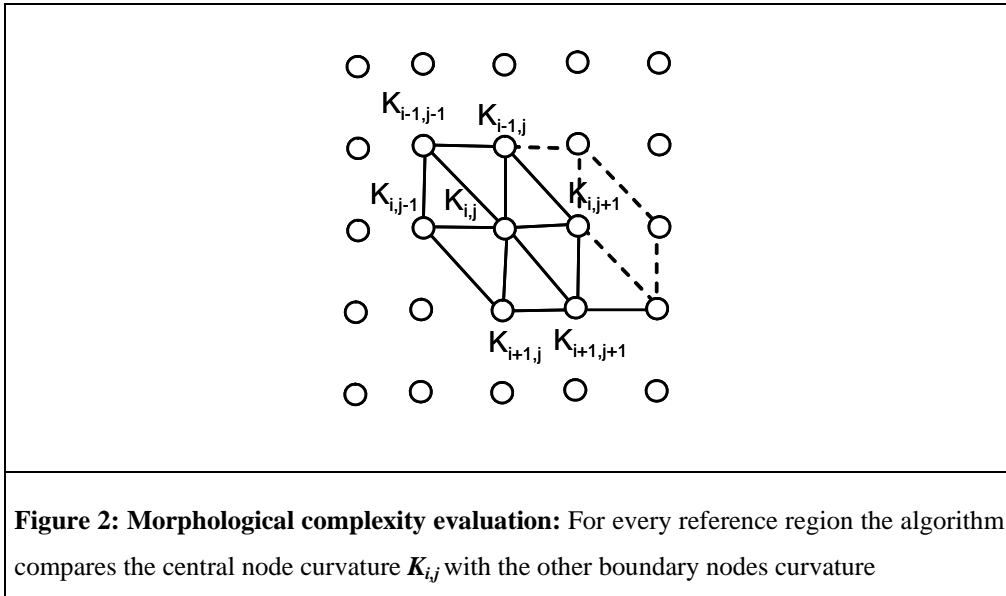 K_{i-1,j-1} K_{i-1,j}
K_{i,j-1} K_{i,j} K_{i,j+1}
K_{i+1,j} K_{i+1,j+1}
Figure 2: Morphological complexity evaluation: For every reference region the algorithm
compares the central node curvature K_{i,j} with the other boundary nodes curvature